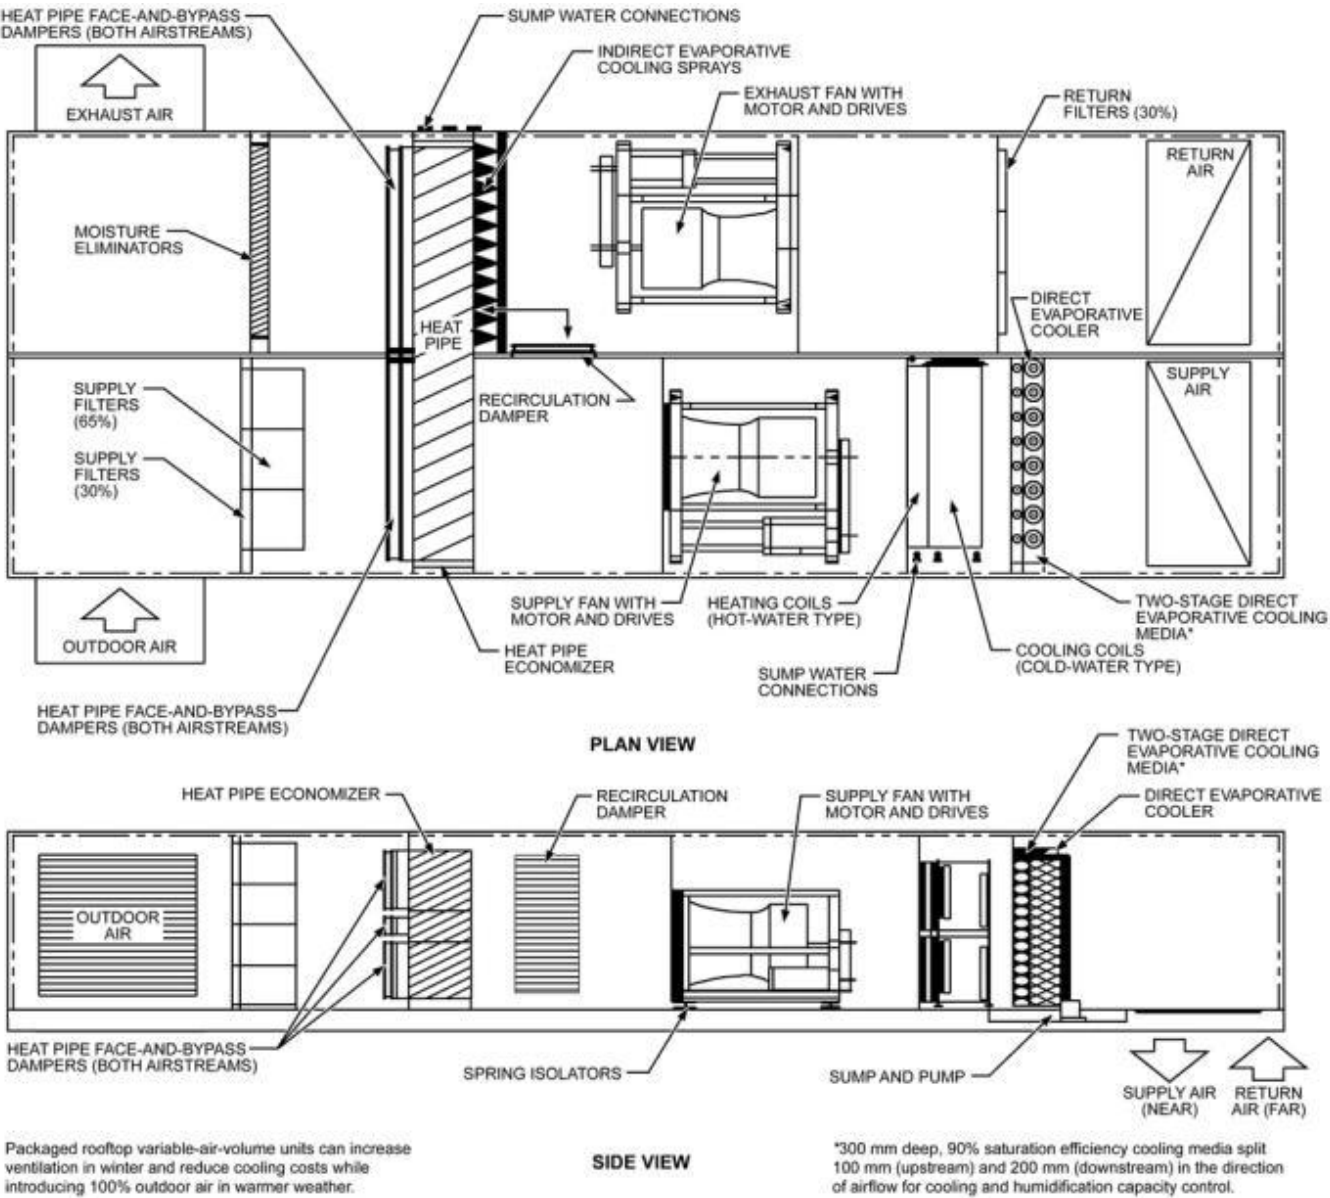 HEAT PIPE FACE-AND-BYPASS
DAMPERS (BOTH AIRSTREAMS)
SUMP WATER CONNECTIONS
INDIRECT EVAPORATIVE
COOLING SPRAYS
EXHAUST FAN WITH
MOTOR AND DRIVES
RETURN
FILTERS (30%)
EXHAUST AIR
RETURN
AIR
MOISTURE
ELIMINATORS
HEAT
PIPE
DIRECT
EVAPORATIVE
COOLER
SUPPLY
FILTERS
(65%)
SUPPLY
FILTERS
(30%)
RECIRCULATION
DAMPER
SUPPLY
AIR
OUTDOOR AIR
SUPPLY FAN WITH
MOTOR AND DRIVES
HEAT PIPE
ECONOMIZER
HEATING COILS
(HOT-WATER TYPE)
SUMP WATER
CONNECTIONS
TWO-STAGE DIRECT
EVAPORATIVE COOLING
MEDIA*
COOLING COILS
(COLD-WATER TYPE)
HEAT PIPE FACE-AND-BYPASS
DAMPERS (BOTH AIRSTREAMS)
PLAN VIEW
TWO-STAGE DIRECT
EVAPORATIVE COOLING
MEDIA*
HEAT PIPE ECONOMIZER
RECIRCULATION
DAMPER
SUPPLY FAN WITH
MOTOR AND DRIVES
DIRECT EVAPORATIVE
COOLER
OUTDOOR
AIR
HEAT PIPE FACE-AND-BYPASS
DAMPERS (BOTH AIRSTREAMS)
SPRING ISOLATORS
SUMP AND PUMP
SUPPLY AIR
(NEAR)
RETURN
AIR (FAR)
Packaged rooftop variable-air-volume units can increase
ventilation in winter and reduce cooling costs while
introducing 100% outdoor air in warmer weather.
SIDE VIEW
*300 mm deep, 90% saturation efficiency cooling media split
100 mm (upstream) and 200 mm (downstream) in the direction
of airflow for cooling and humidification capacity control.